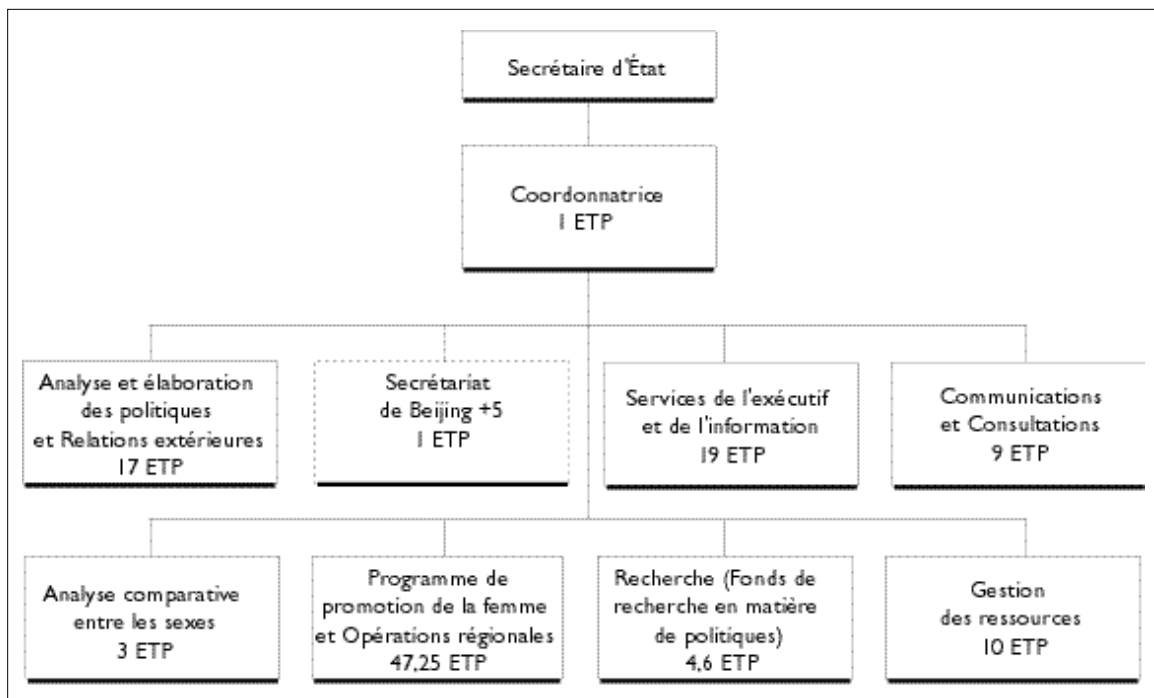 Secrétaire d'État
Coordonnatrice
1 ETP
Analyse et élaboration
des politiques
et Relations extérieures
17 ETP
Secrétariat
de Beijing +5
1 ETP
Services de l'exécutif
et de l'information
19 ETP
Communications
et Consultations
9 ETP
Analyse comparative
entre les sexes
3 ETP
Programme de
promotion de la femme
et Opérations régionales
47,25 ETP
Recherche (Fonds de
recherche en matière
de politiques)
4,6 ETP
Gestion
des ressources
10 ETP